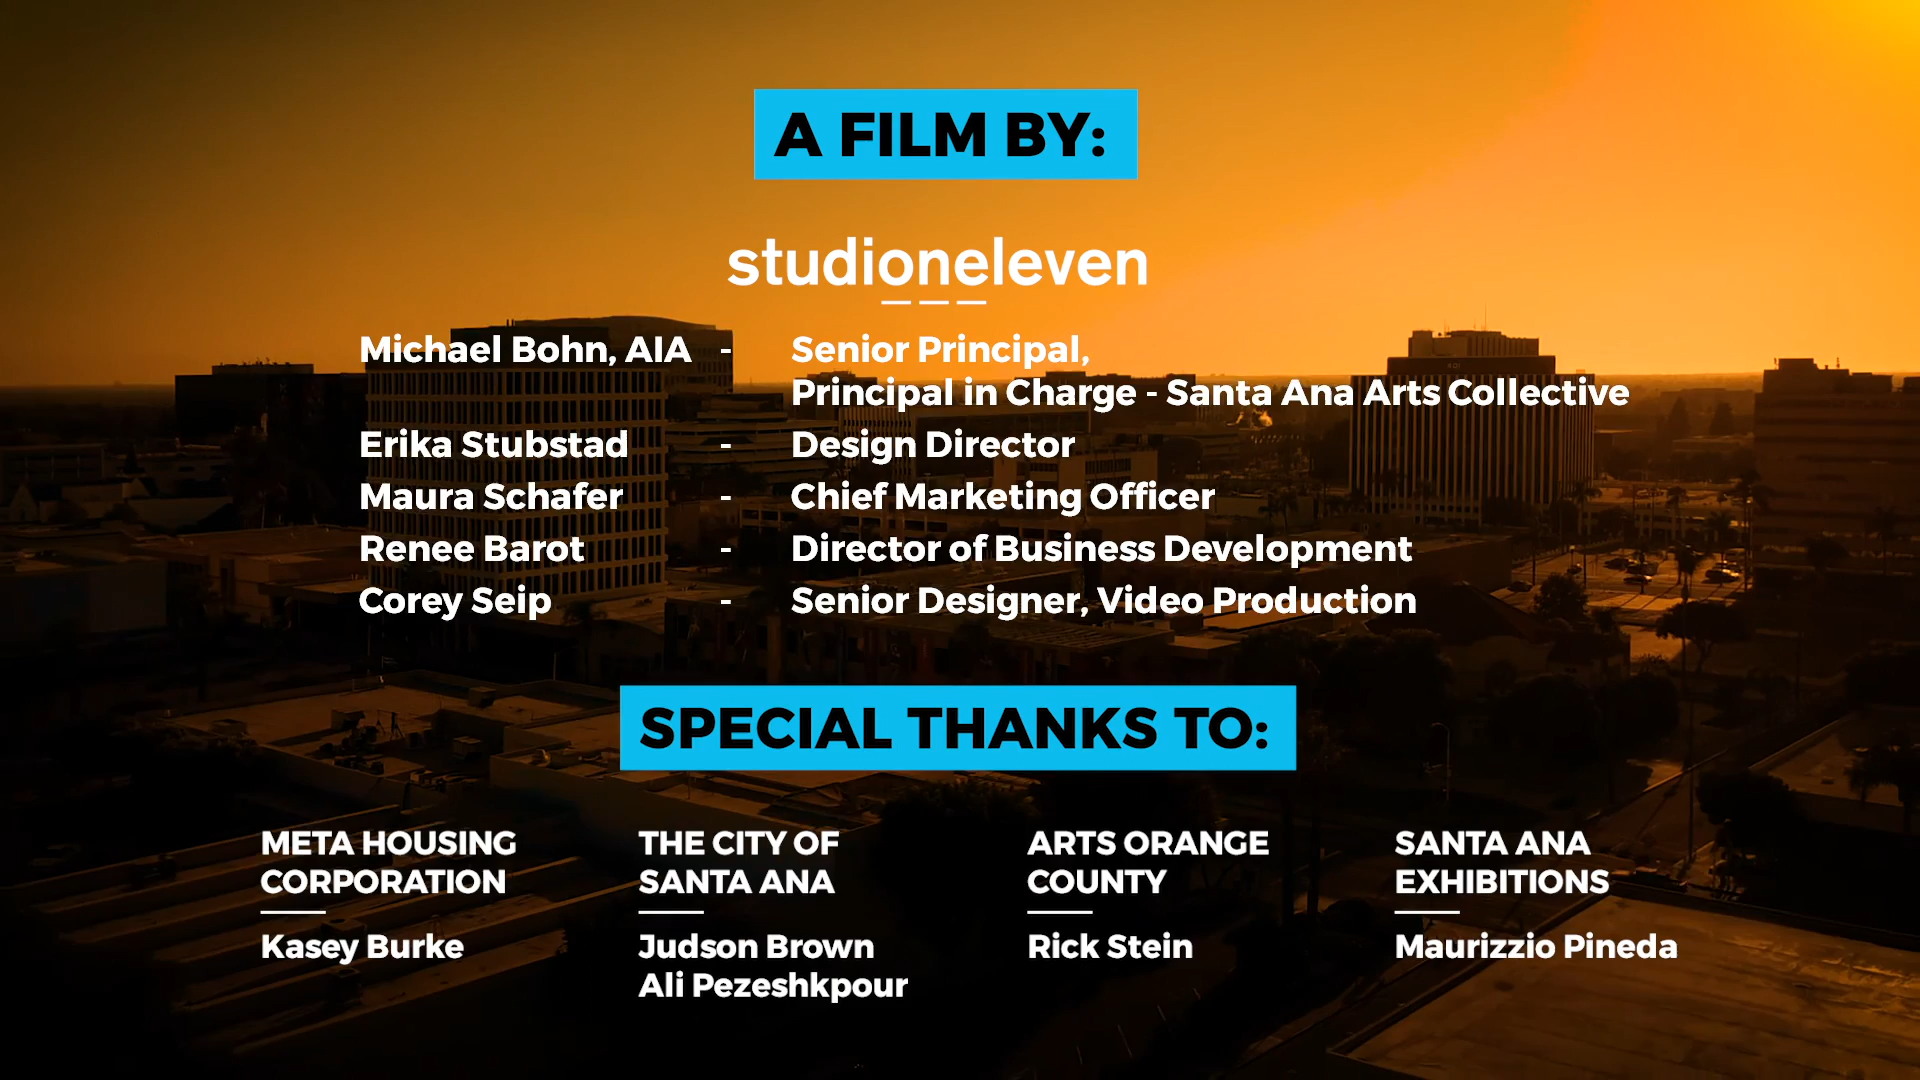 A FILM BY:
studioneleven
Michael Bohn, AIA - Senior Principal,
Principal in Charge - Santa Ana Arts Collective
Erika Stubstad - Design Director
Maura Schafer - Chief Marketing Officer
Renee Barot - Director of Business Development
Corey Seip - Senior Designer, Video Production
SPECIAL THANKS TO:
META HOUSING
CORPORATION
Kasey Burke
THE CITY OF
SANTA ANA
Judson Brown
Ali Pezeshkpour
ARTS ORANGE
COUNTY
Rick Stein
SANTA ANA
EXHIBITIONS
Maurizzio Pineda